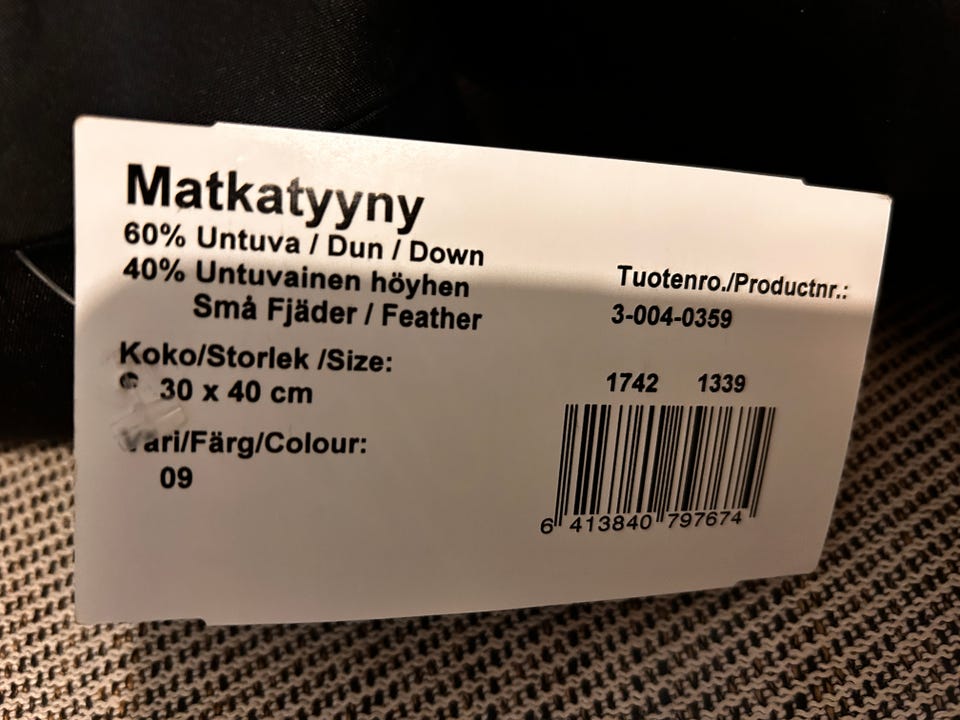 Matkatyyny
60% Untuva / Dun / Down
40% Untuvainen höyhen
Små Fjäder / Feather
Koko/Storlek /Size:
30 x 40 cm
Väri/Färg/Colour:
09
Tuotenro./Productnr.:
3-004-0359
1742 1339
6 413840 797674